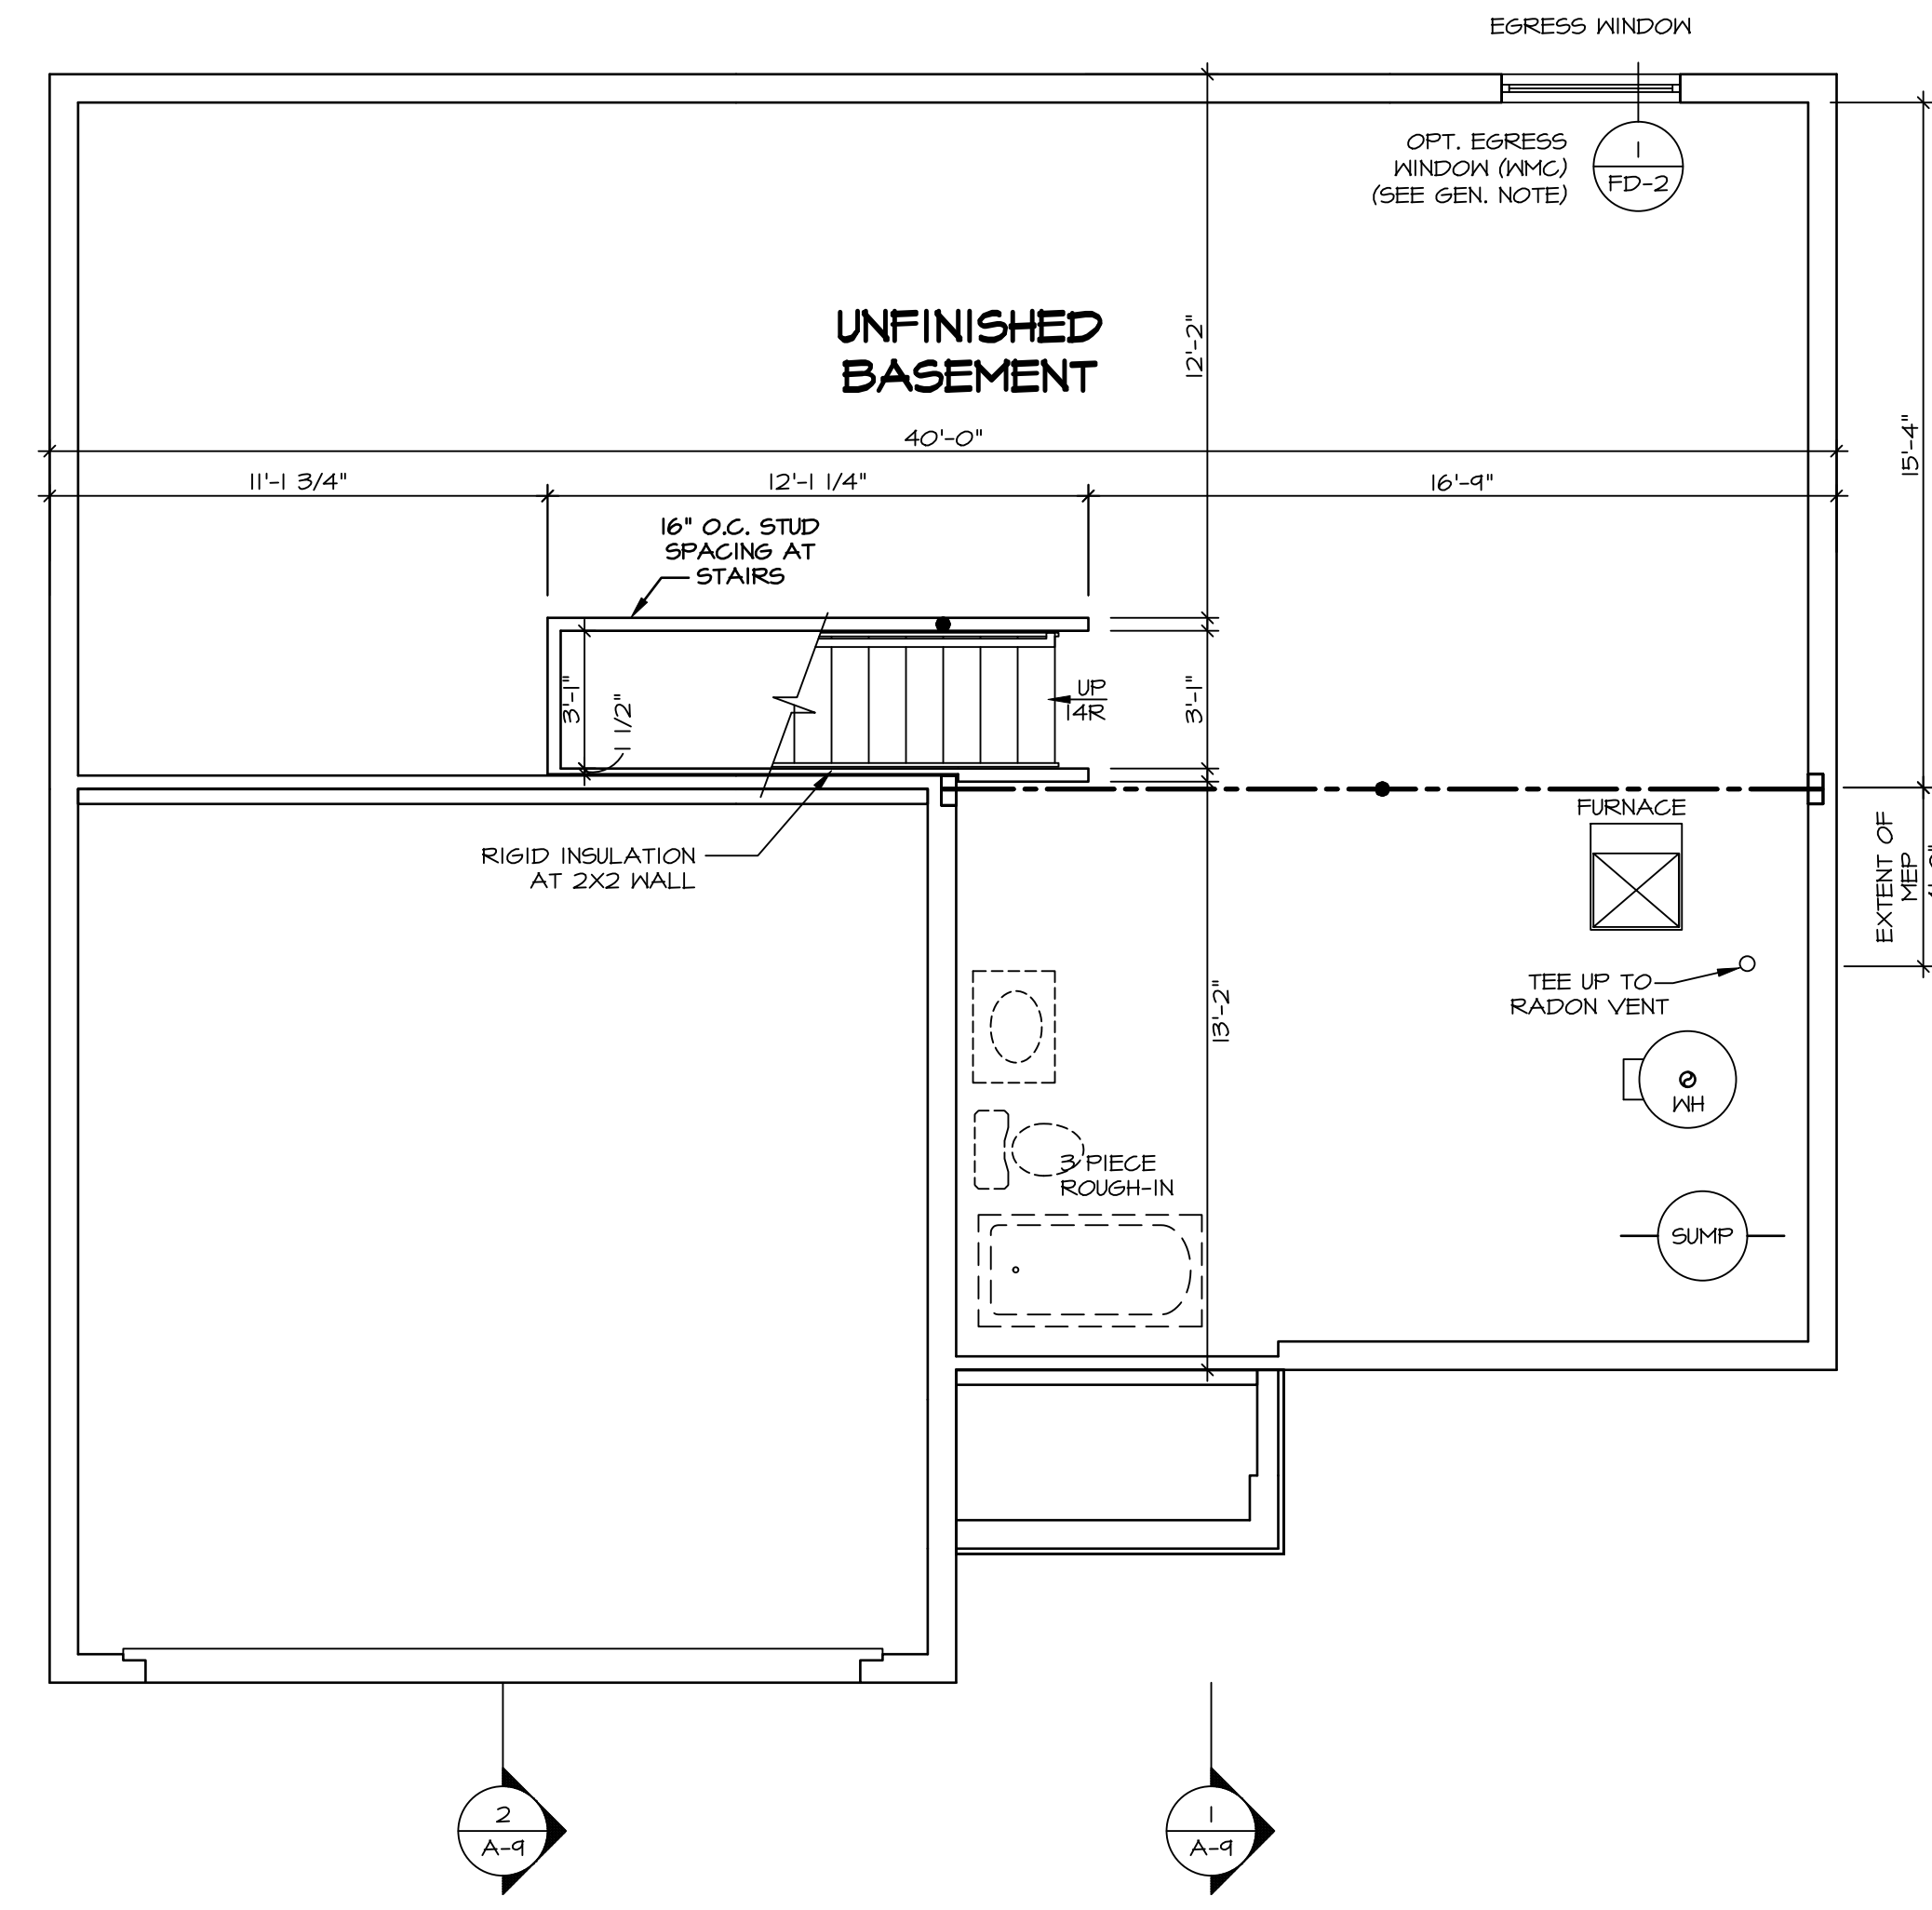 EGRESS WINDOW
OPT. EGRESS
WINDOW (WMC)
(SEE GEN. NOTE)
1
FD-2
UNFINISHED
BASEMENT
12'-2"
15'-4"
40'-0"
11'-1 3/4"
12'-1 1/4"
16'-9"
16" O.C. STUD
SPACING AT
STAIRS
3'-1"
1 1/2"
UP
14R
3'-1"
RIGID INSULATION
AT 2X2 WALL
FURNACE
EXTENT OF
MEP
TEE UP TO
RADON VENT
13'-2"
WH
3 PIECE
ROUGH-IN
SUMP
2
A-9
1
A-9